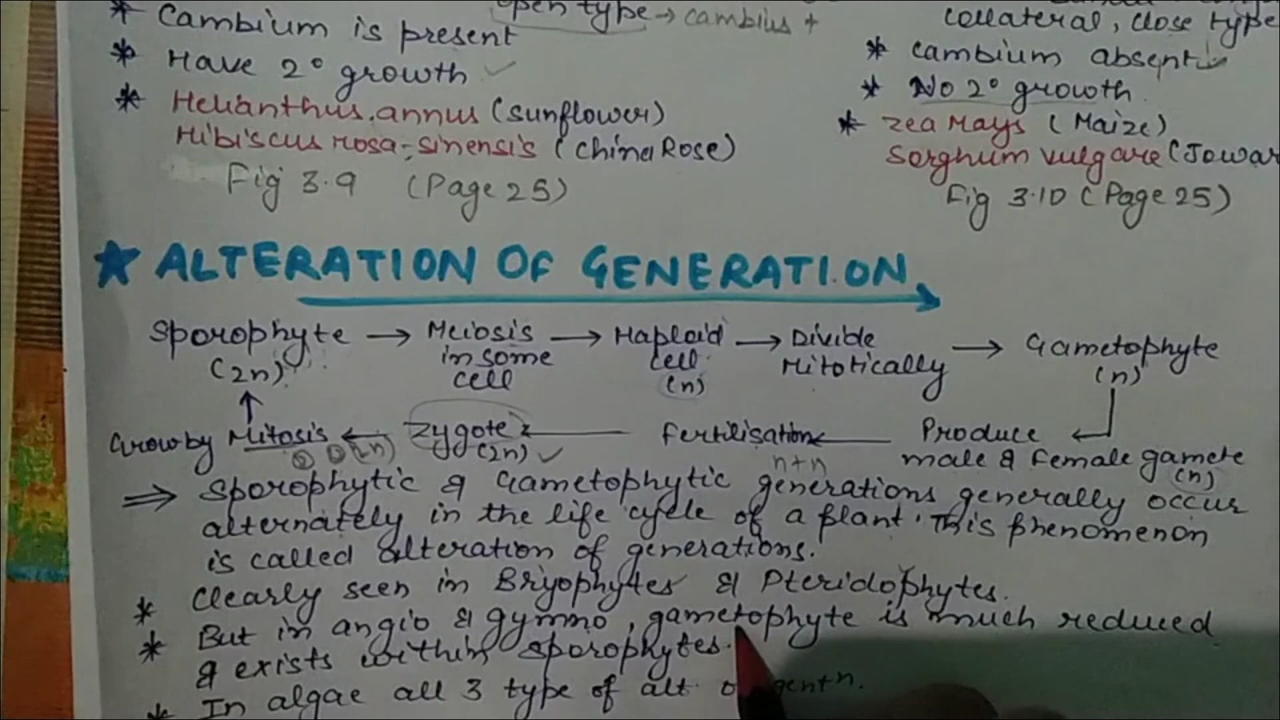 * Cambium is present
open type → cambius +
* Have 2° growth ✓
* Helianthus.annus (sunflower)
Hibiscus rosa-sinensis (China Rose)
Fig 3.9 (Page 25)
collateral, close type
* cambium absent
* No 2° growth
* Zea Mays (Maize)
Sorghum vulgare (Jowar
Fig 3.10 (Page 25)
★ ALTERATION OF GENERATION
Sporophyte (2n) → Meiosis in some cell → Haploid cell (n) → Divide Mitotically → Gametophyte (n)
Produce male & female gamete (n)
Fertilisation n+n
Zygote (2n) ✓
Grow by Mitosis (2n)
⇒ Sporophytic & Gametophytic generations generally occur
alternately in the life cycle of a plant. This phenomenon
is called alteration of generations.
* Clearly seen in Bryophytes & Pteridophytes.
* But in angio & gymno, gametophyte is much reduced
& exists within sporophytes.
* In algae all 3 type of alt